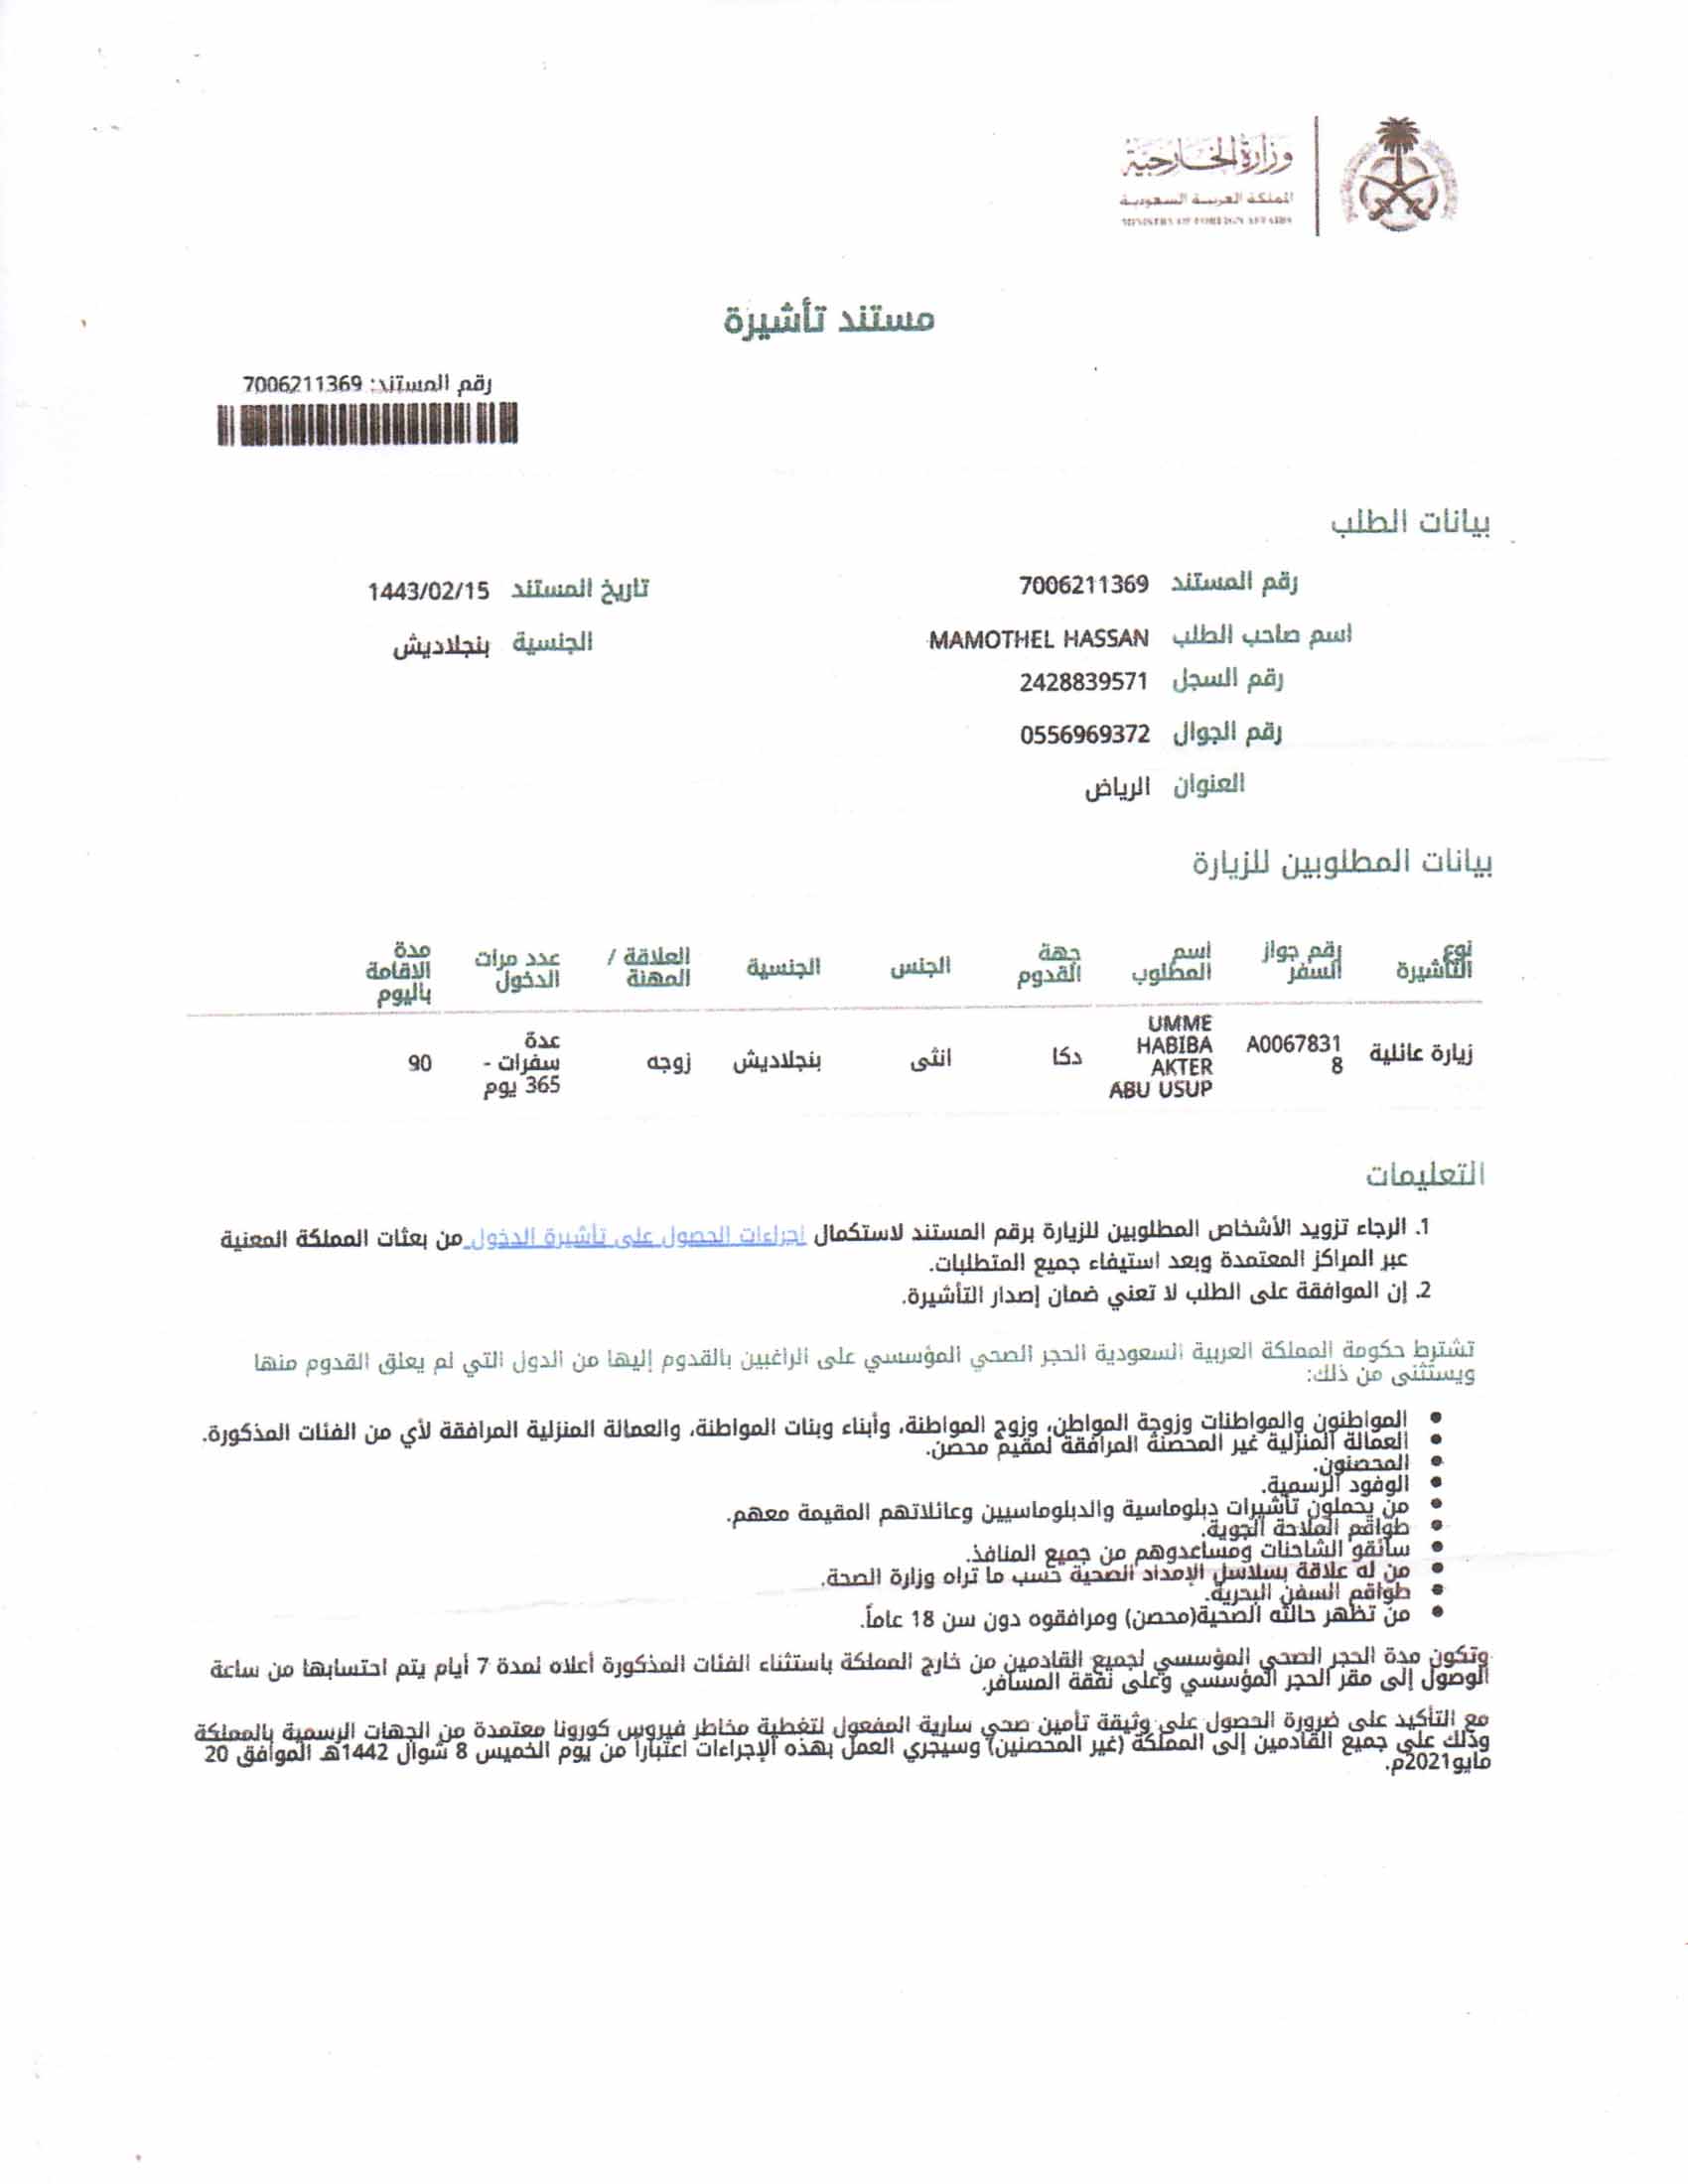 وزارة الخارجية
المملكة العربية السعودية
MINISTRY OF FOREIGN AFFAIRS
مستند تأشيرة
رقم المستند: 7006211369
بيانات الطلب
رقم المستند 7006211369 تاريخ المستند 1443/02/15
اسم صاحب الطلب MAMOTHEL HASSAN الجنسية بنجلاديش
رقم السجل 2428839571
رقم الجوال 0556969372
العنوان الرياض
بيانات المطلوبين للزيارة
نوع التأشيرة رقم جواز السفر اسم المطلوب جهة القدوم الجنس الجنسية العلاقة / المهنة عدد مرات الدخول مدة الاقامة باليوم
زيارة عائلية A00678318 UMME HABIBA AKTER ABU USUP دكا انثى بنجلاديش زوجه عدة سفرات - 365 يوم 90
التعليمات
1. الرجاء تزويد الأشخاص المطلوبين للزيارة برقم المستند لاستكمال إجراءات الحصول على تأشيرة الدخول من بعثات المملكة المعنية
عبر المراكز المعتمدة وبعد استيفاء جميع المتطلبات.
2. إن الموافقة على الطلب لا تعني ضمان إصدار التأشيرة.
تشترط حكومة المملكة العربية السعودية الحجر الصحي المؤسسي على الراغبين بالقدوم إليها من الدول التي لم يعلق القدوم منها
ويستثنى من ذلك:
• المواطنون والمواطنات وزوجة المواطن، وزوج المواطنة، وأبناء وبنات المواطنة، والعمالة المنزلية المرافقة لأي من الفئات المذكورة.
• العمالة المنزلية غير المحصنة المرافقة لمقيم محصن.
• المحصنون.
• الوفود الرسمية.
• من يحملون تأشيرات دبلوماسية والدبلوماسيين وعائلاتهم المقيمة معهم.
• طواقم الملاحة الجوية.
• سائقو الشاحنات ومساعدوهم من جميع المنافذ.
• من له علاقة بسلاسل الإمداد الصحية حسب ما تراه وزارة الصحة.
• طواقم السفن البحرية.
• من تظهر حالته الصحية(محصن) ومرافقوه دون سن 18 عاماً.
وتكون مدة الحجر الصحي المؤسسي لجميع القادمين من خارج المملكة باستثناء الفئات المذكورة أعلاه لمدة 7 أيام يتم احتسابها من ساعة
الوصول إلى مقر الحجر المؤسسي وعلى نفقة المسافر.
مع التأكيد على ضرورة الحصول على وثيقة تأمين صحي سارية المفعول لتغطية مخاطر فيروس كورونا معتمدة من الجهات الرسمية بالمملكة
وذلك على جميع القادمين إلى المملكة (غير المحصنين) وسيجري العمل بهذه الإجراءات اعتباراً من يوم الخميس 8 شوال 1442هـ الموافق 20
مايو2021م.